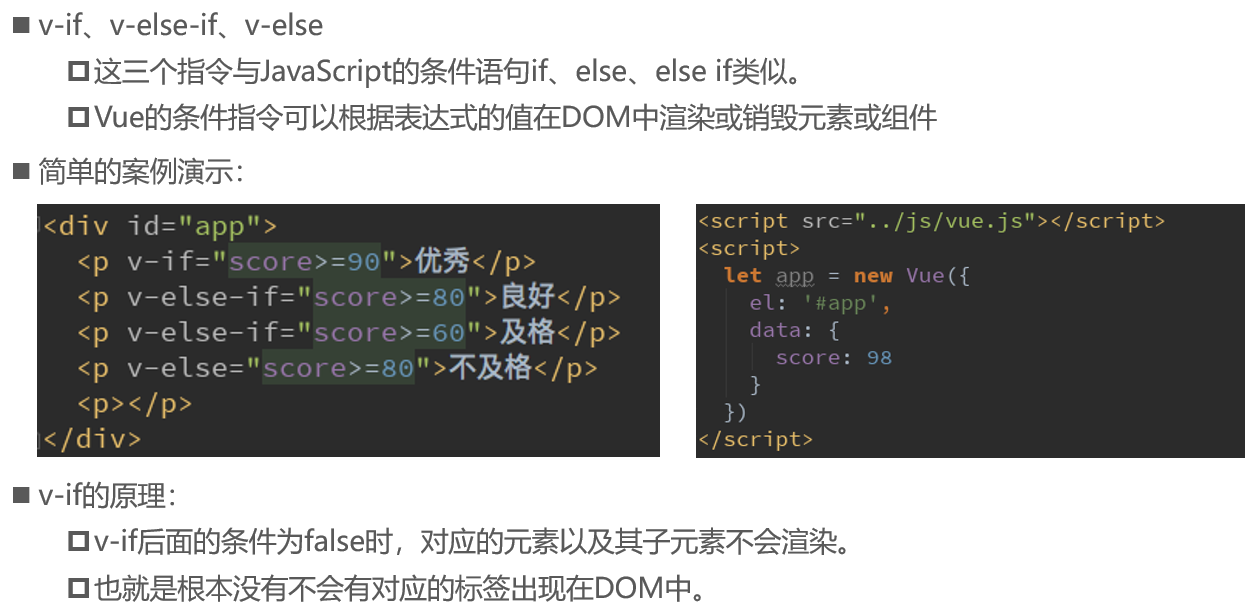 v-if、v-else-if、v-else
这三个指令与JavaScript的条件语句if、else、else if类似。
Vue的条件指令可以根据表达式的值在DOM中渲染或销毁元素或组件
简单的案例演示：
<div id="app">
  <p v-if="score>=90">优秀</p>
  <p v-else-if="score>=80">良好</p>
  <p v-else-if="score>=60">及格</p>
  <p v-else="score>=80">不及格</p>
  <p></p>
</div>
<script src="../js/vue.js"></script>
<script>
  let app = new Vue({
    el: '#app',
    data: {
      score: 98
    }
  })
</script>
v-if的原理：
v-if后面的条件为false时，对应的元素以及其子元素不会渲染。
也就是根本没有不会有对应的标签出现在DOM中。